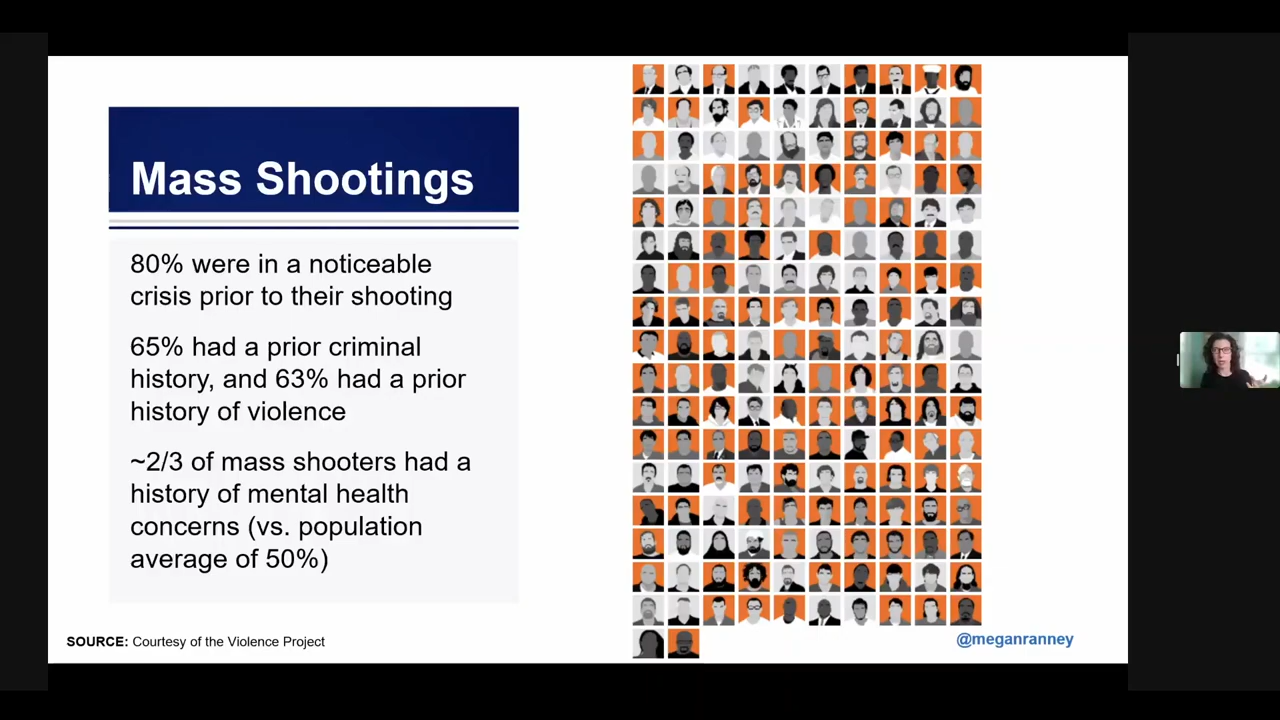 Mass Shootings
80% were in a noticeable
crisis prior to their shooting
65% had a prior criminal
history, and 63% had a prior
history of violence
~2/3 of mass shooters had a
history of mental health
concerns (vs. population
average of 50%)
SOURCE: Courtesy of the Violence Project
@meganranney